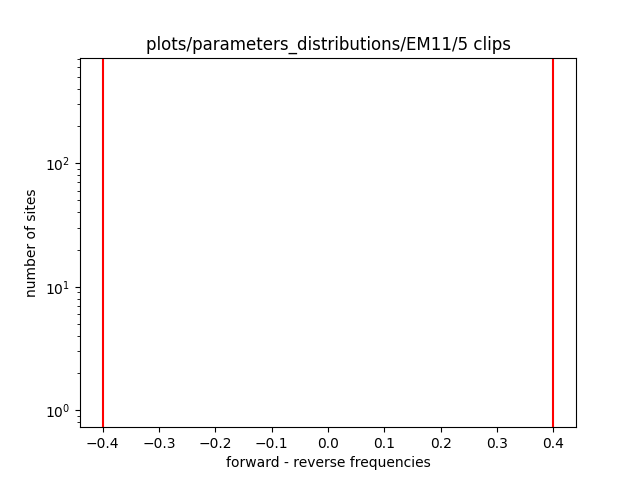 plots/parameters_distributions/EM11/5 clips
number of sites
10²
10¹
10⁰
−0.4 −0.3 −0.2 −0.1 0.0 0.1 0.2 0.3 0.4
forward - reverse frequencies